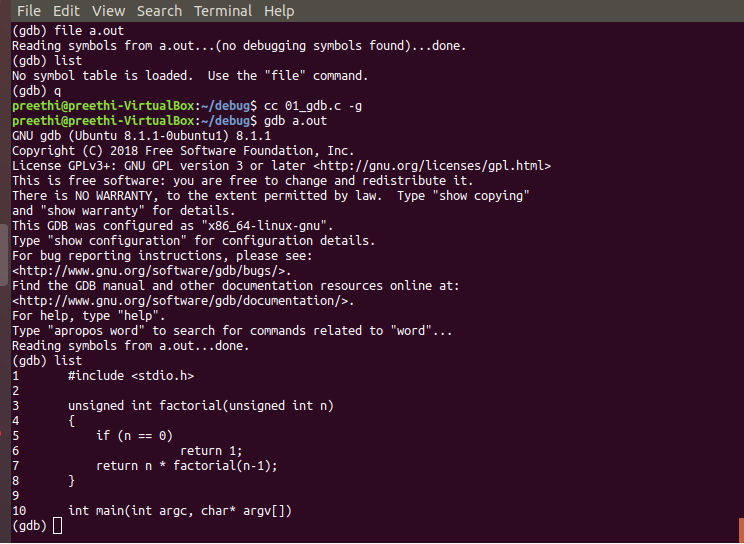 File Edit View Search Terminal Help
(gdb) file a.out
Reading symbols from a.out...(no debugging symbols found)...done.
(gdb) list
No symbol table is loaded.  Use the "file" command.
(gdb) q
preethi@preethi-VirtualBox:~/debug$ cc 01_gdb.c -g
preethi@preethi-VirtualBox:~/debug$ gdb a.out
GNU gdb (Ubuntu 8.1.1-0ubuntu1) 8.1.1
Copyright (C) 2018 Free Software Foundation, Inc.
License GPLv3+: GNU GPL version 3 or later <http://gnu.org/licenses/gpl.html>
This is free software: you are free to change and redistribute it.
There is NO WARRANTY, to the extent permitted by law.  Type "show copying"
and "show warranty" for details.
This GDB was configured as "x86_64-linux-gnu".
Type "show configuration" for configuration details.
For bug reporting instructions, please see:
<http://www.gnu.org/software/gdb/bugs/>.
Find the GDB manual and other documentation resources online at:
<http://www.gnu.org/software/gdb/documentation/>.
For help, type "help".
Type "apropos word" to search for commands related to "word"...
Reading symbols from a.out...done.
(gdb) list
1       #include <stdio.h>
2
3       unsigned int factorial(unsigned int n)
4       {
5           if (n == 0)
6                       return 1;
7           return n * factorial(n-1);
8       }
9
10      int main(int argc, char* argv[])
(gdb)